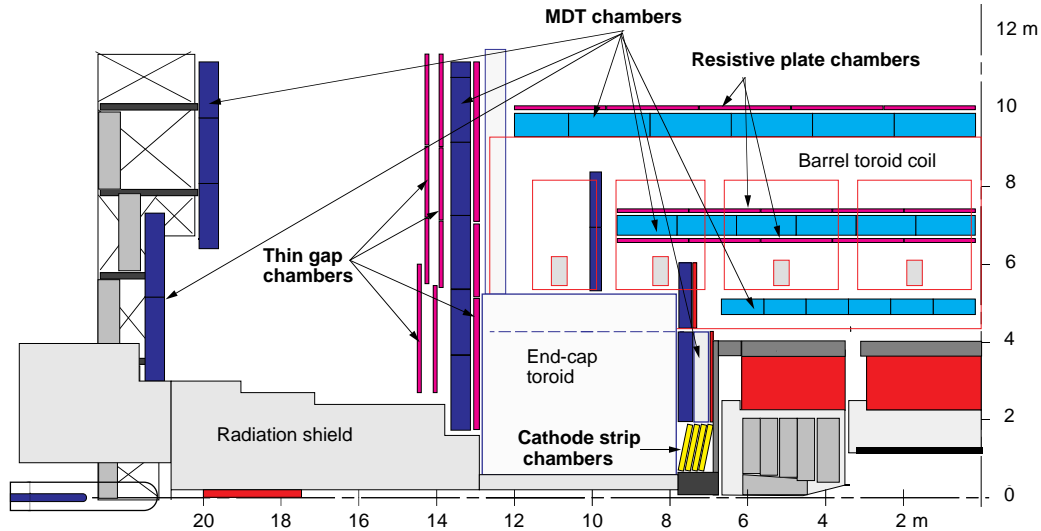 MDT chambers
12 m
Resistive plate chambers
10
Barrel toroid coil
8
Thin gap
chambers
6
4
End-cap
toroid
2
Radiation shield
Cathode strip
chambers
0
20 18 16 14 12 10 8 6 4 2 m